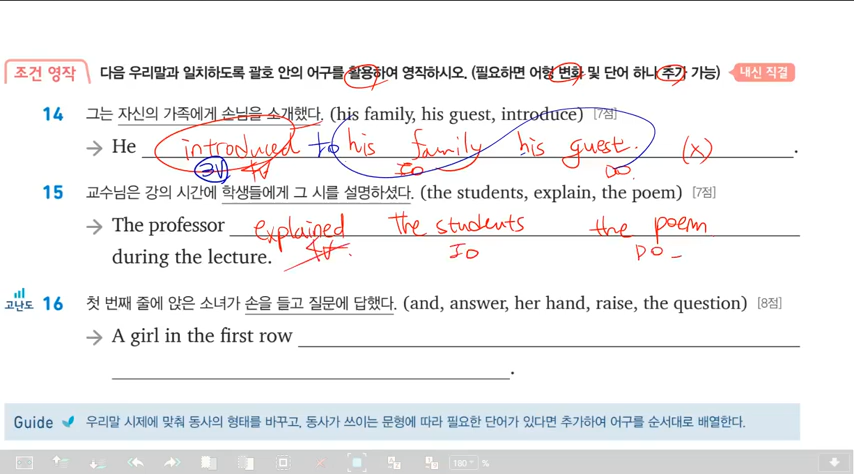 조건 영작 다음 우리말과 일치하도록 괄호 안의 어구를 활용하여 영작하시오. (필요하면 어형 변화 및 단어 하나 추가 가능) 내신 직결
14 그는 자신의 가족에게 손님을 소개했다. (his family, his guest, introduce) [7점]
→ He introduced to his family his guest. (X) .
3V 4V IO DO
15 교수님은 강의 시간에 학생들에게 그 시를 설명하셨다. (the students, explain, the poem) [7점]
→ The professor explained the students the poem
during the lecture. 4V. IO DO
고난도 16 첫 번째 줄에 앉은 소녀가 손을 들고 질문에 답했다. (and, answer, her hand, raise, the question) [8점]
→ A girl in the first row
.
Guide 우리말 시제에 맞춰 동사의 형태를 바꾸고, 동사가 쓰이는 문형에 따라 필요한 단어가 있다면 추가하여 어구를 순서대로 배열한다.
180 %